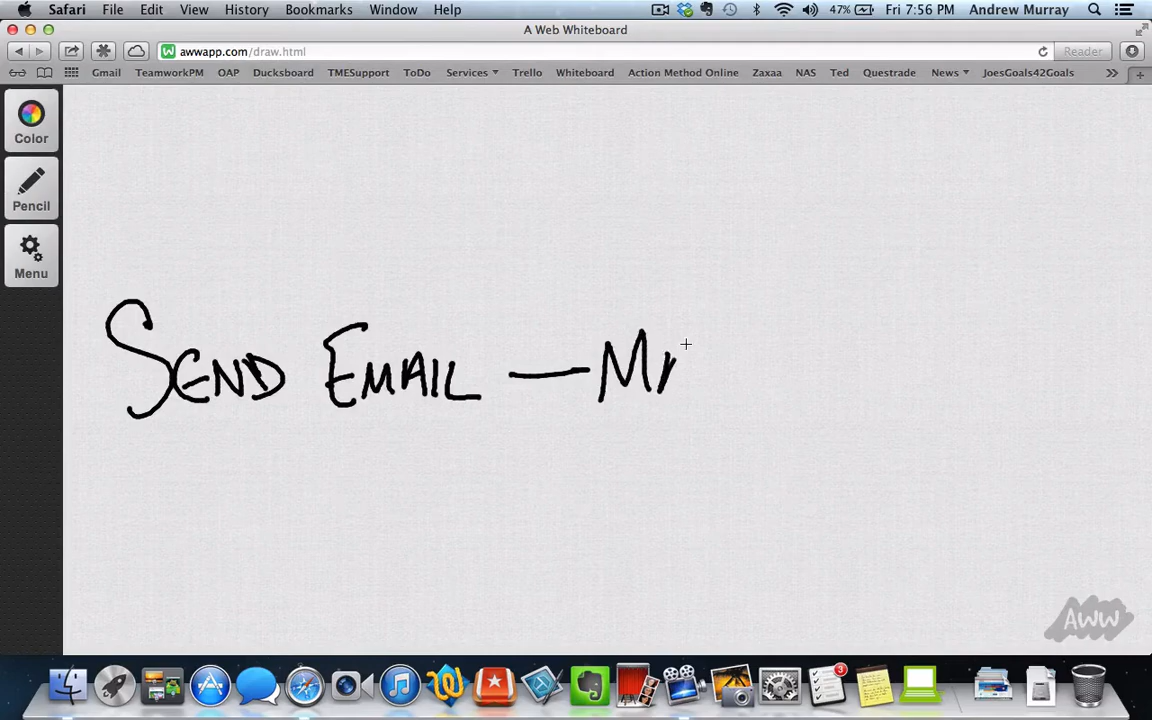 Safari File Edit View History Bookmarks Window Help 47% Fri 7:56 PM Andrew Murray
A Web Whiteboard
awwapp.com/draw.html Reader
Gmail TeamworkPM OAP Ducksboard TMESupport ToDo Services Trello Whiteboard Action Method Online Zaxaa NAS Ted Questrade News JoesGoals42Goals
Color
Pencil
Menu
SEND EMAIL —
AWW
3